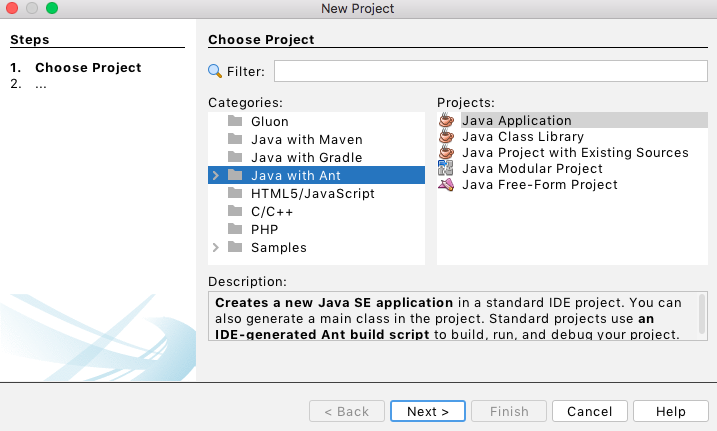 New Project
Steps
1. Choose Project
2. ...
Choose Project
Filter:
Categories:
Gluon
Java with Maven
Java with Gradle
Java with Ant
HTML5/JavaScript
C/C++
PHP
Samples
Projects:
Java Application
Java Class Library
Java Project with Existing Sources
Java Modular Project
Java Free-Form Project
Description:
Creates a new Java SE application in a standard IDE project. You can
also generate a main class in the project. Standard projects use an
IDE-generated Ant build script to build, run, and debug your project.
< Back
Next >
Finish
Cancel
Help